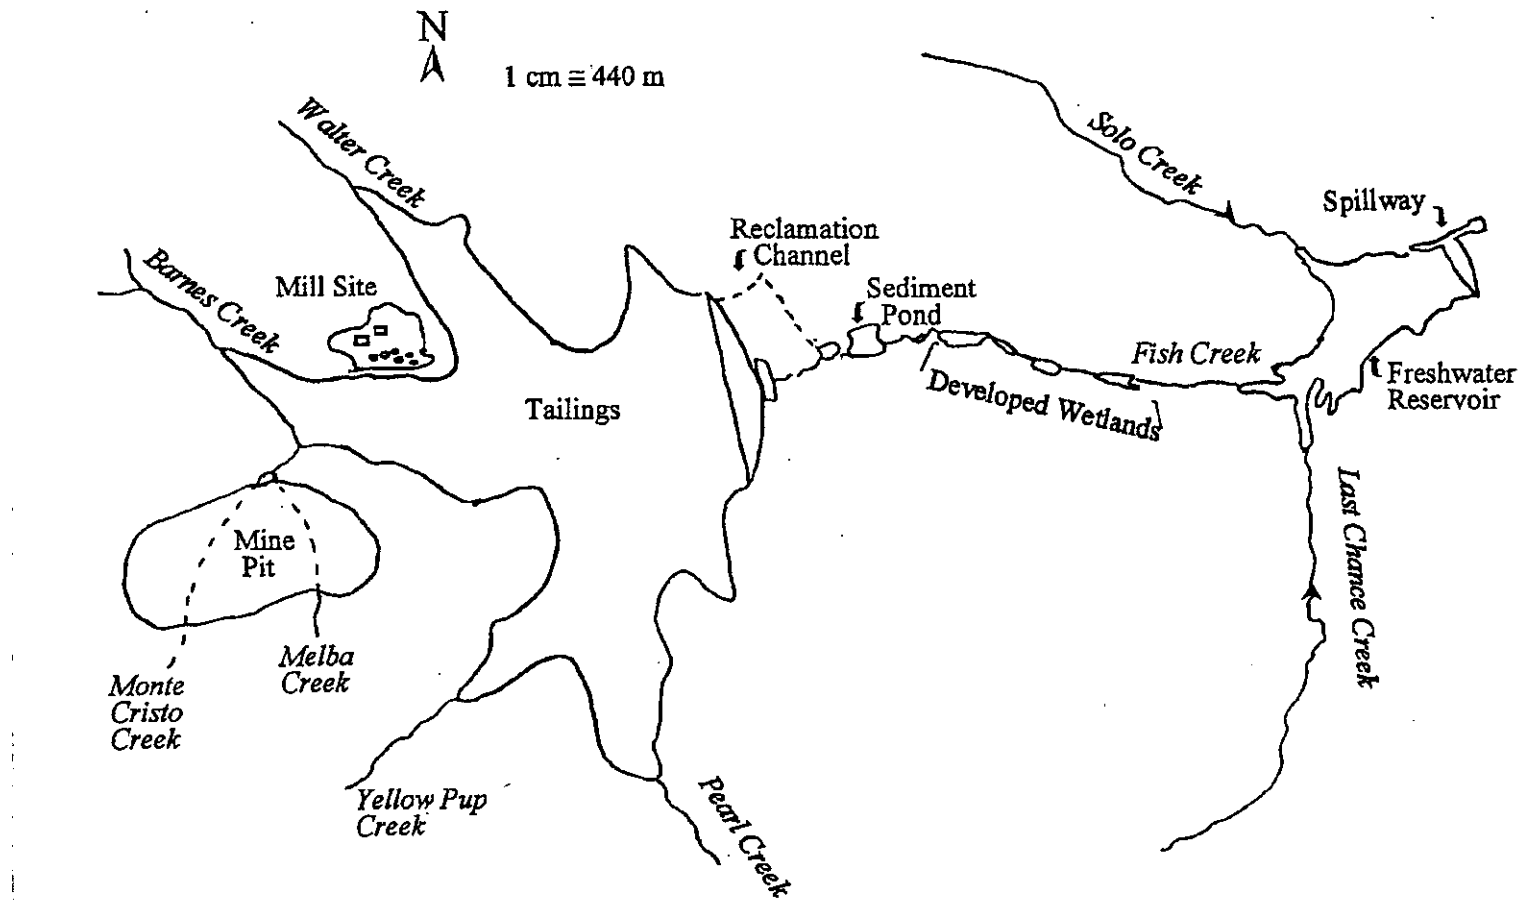 N
1 cm ≅ 440 m
Walter Creek
Solo Creek
Spillway
Reclamation
Channel
Barnes Creek
Mill Site
Sediment
Pond
Fish Creek
Freshwater
Reservoir
Developed Wetlands
Tailings
Last Chance Creek
Mine
Pit
Melba
Creek
Monte
Cristo
Creek
Yellow Pup
Creek
Pearl Creek